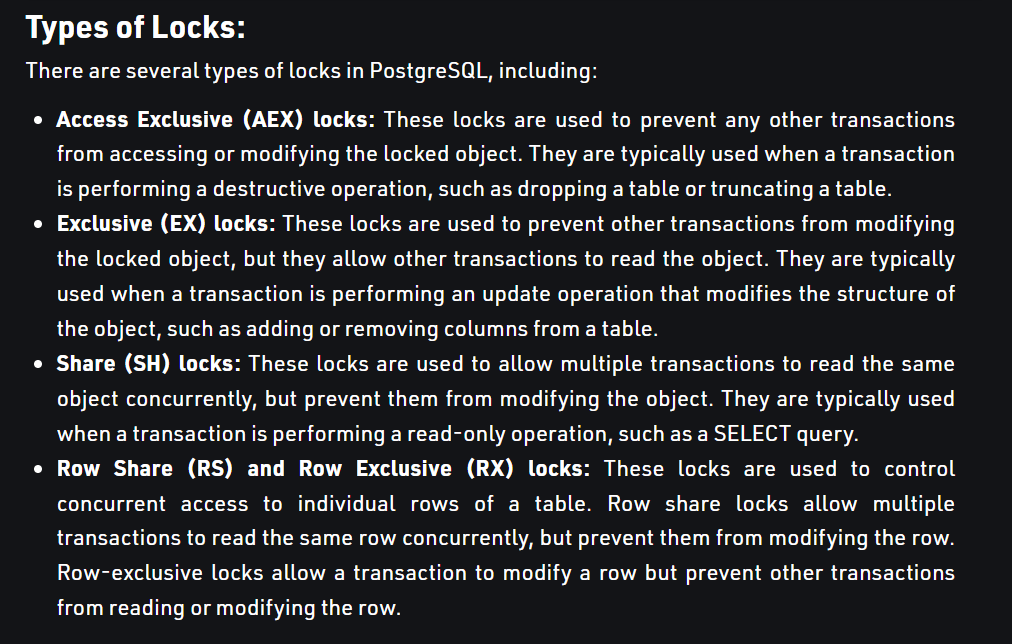 Types of Locks:
There are several types of locks in PostgreSQL, including:
• Access Exclusive (AEX) locks: These locks are used to prevent any other transactions
from accessing or modifying the locked object. They are typically used when a transaction
is performing a destructive operation, such as dropping a table or truncating a table.
• Exclusive (EX) locks: These locks are used to prevent other transactions from modifying
the locked object, but they allow other transactions to read the object. They are typically
used when a transaction is performing an update operation that modifies the structure of
the object, such as adding or removing columns from a table.
• Share (SH) locks: These locks are used to allow multiple transactions to read the same
object concurrently, but prevent them from modifying the object. They are typically used
when a transaction is performing a read-only operation, such as a SELECT query.
• Row Share (RS) and Row Exclusive (RX) locks: These locks are used to control
concurrent access to individual rows of a table. Row share locks allow multiple
transactions to read the same row concurrently, but prevent them from modifying the row.
Row-exclusive locks allow a transaction to modify a row but prevent other transactions
from reading or modifying the row.